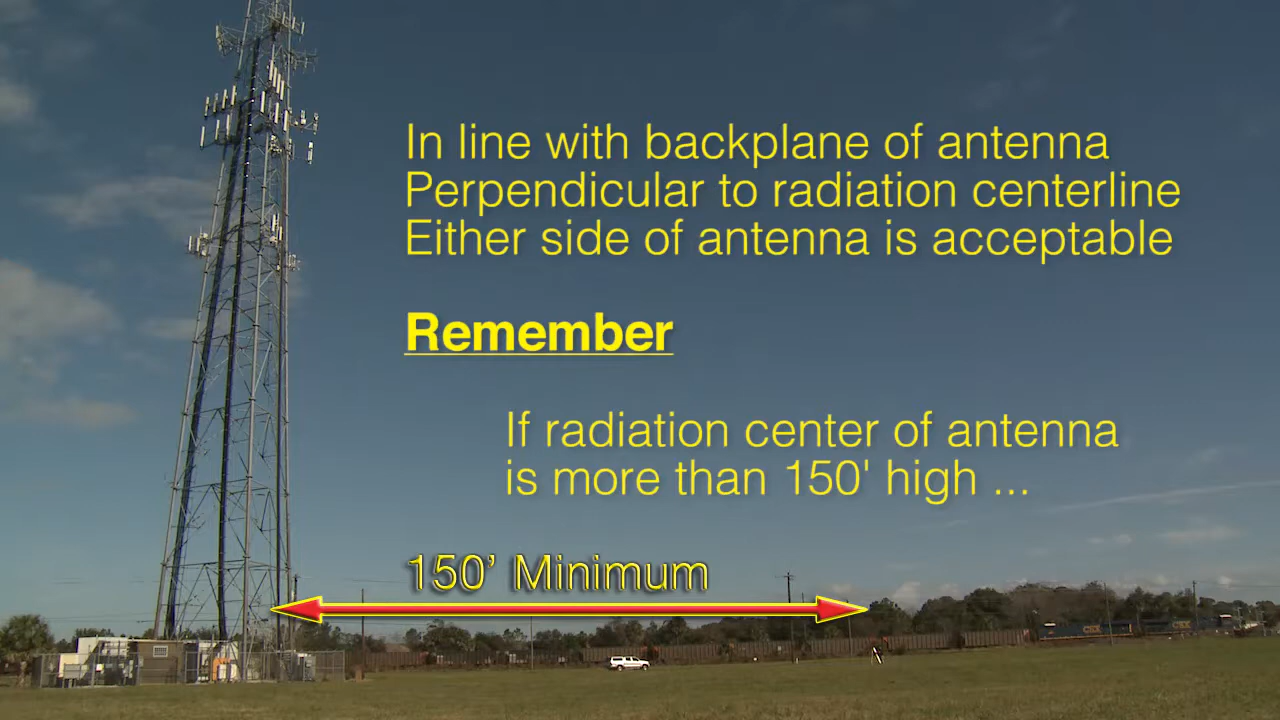 In line with backplane of antenna
Perpendicular to radiation centerline
Either side of antenna is acceptable
Remember
If radiation center of antenna
is more than 150' high ...
150’ Minimum